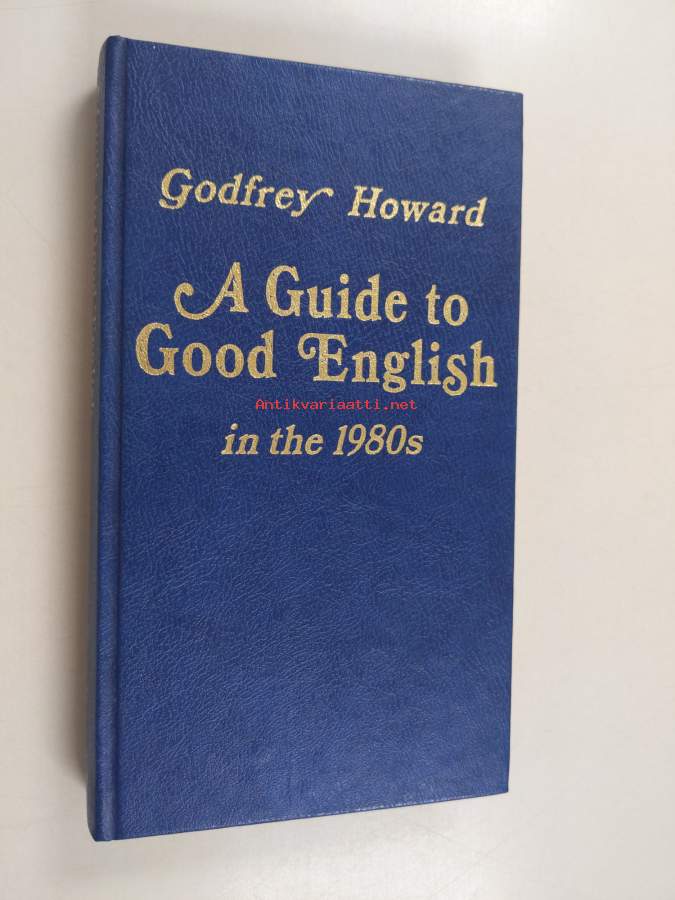 Godfrey Howard
A Guide to
Good English
Antikvariaatti.net
in the 1980s